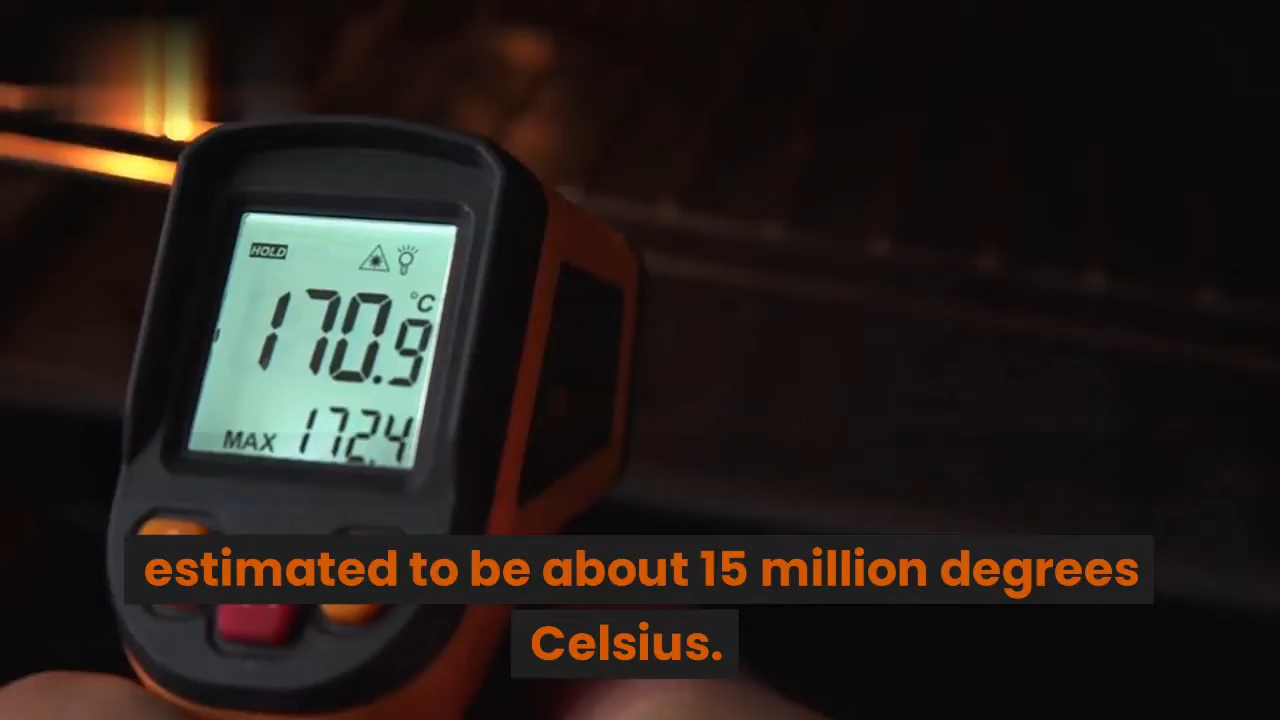 HOLD
°C
170.9
MAX 172.4
estimated to be about 15 million degrees
Celsius.